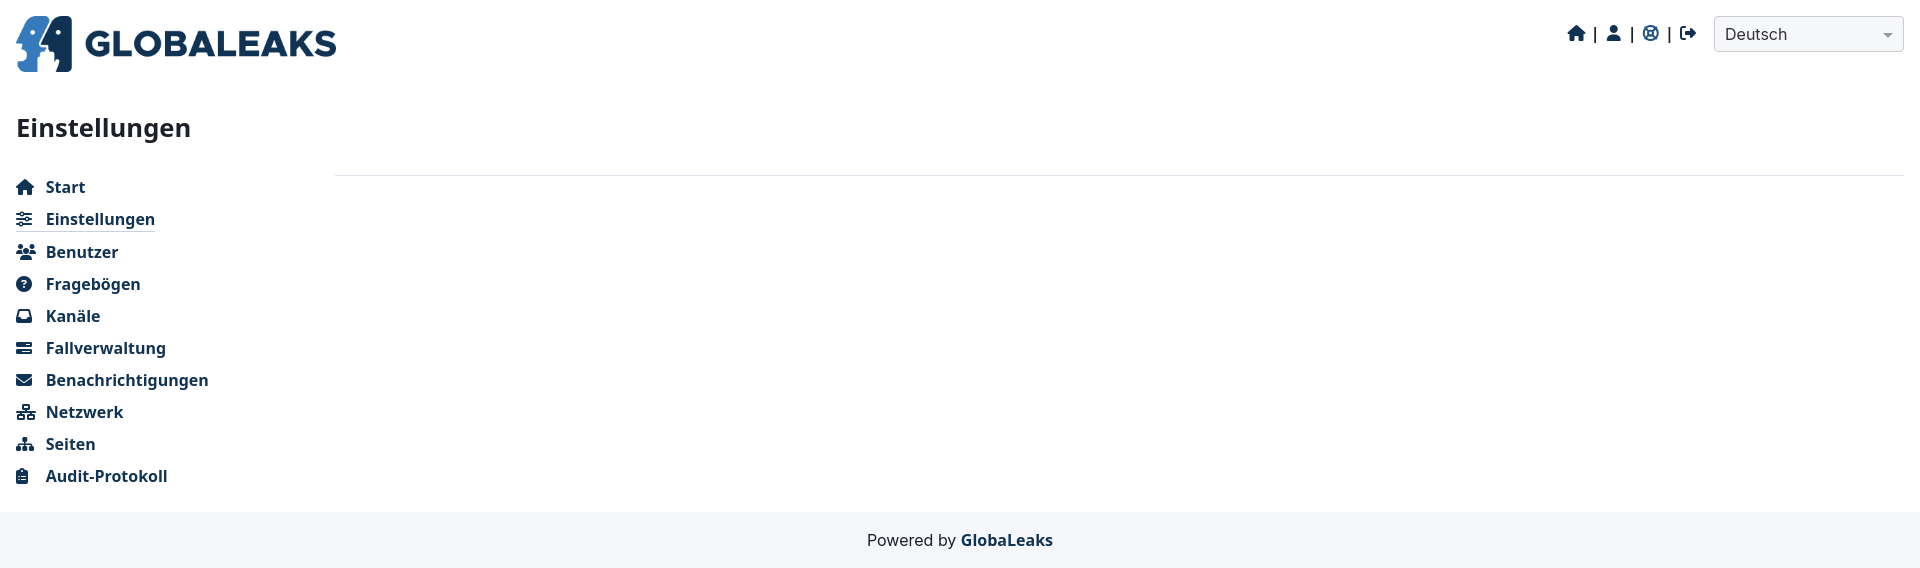 GLOBALEAKS
| | |
Deutsch
Einstellungen
Start
Einstellungen
Benutzer
Fragebögen
Kanäle
Fallverwaltung
Benachrichtigungen
Netzwerk
Seiten
Audit-Protokoll
Powered by GlobaLeaks